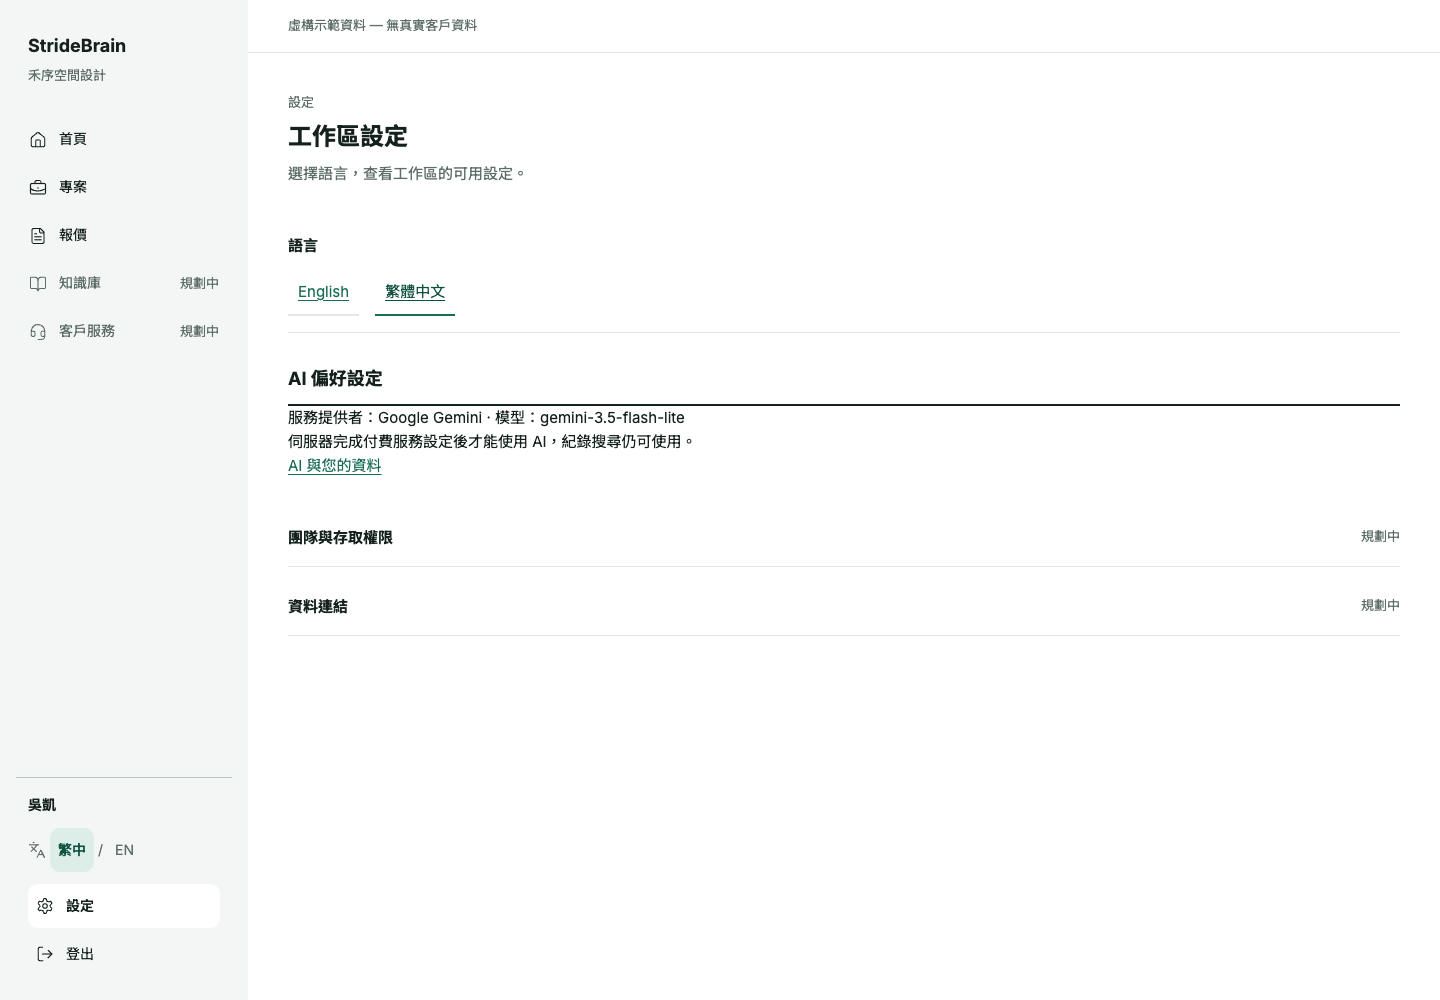 StrideBrain
禾序空間設計
首頁
專案
報價
知識庫 規劃中
客戶服務 規劃中
吳凱
繁中 / EN
設定
登出
虛構示範資料 — 無真實客戶資料
設定
工作區設定
選擇語言，查看工作區的可用設定。
語言
English 繁體中文
AI 偏好設定
服務提供者：Google Gemini · 模型：gemini-3.5-flash-lite
伺服器完成付費服務設定後才能使用 AI，紀錄搜尋仍可使用。
AI 與您的資料
團隊與存取權限 規劃中
資料連結 規劃中